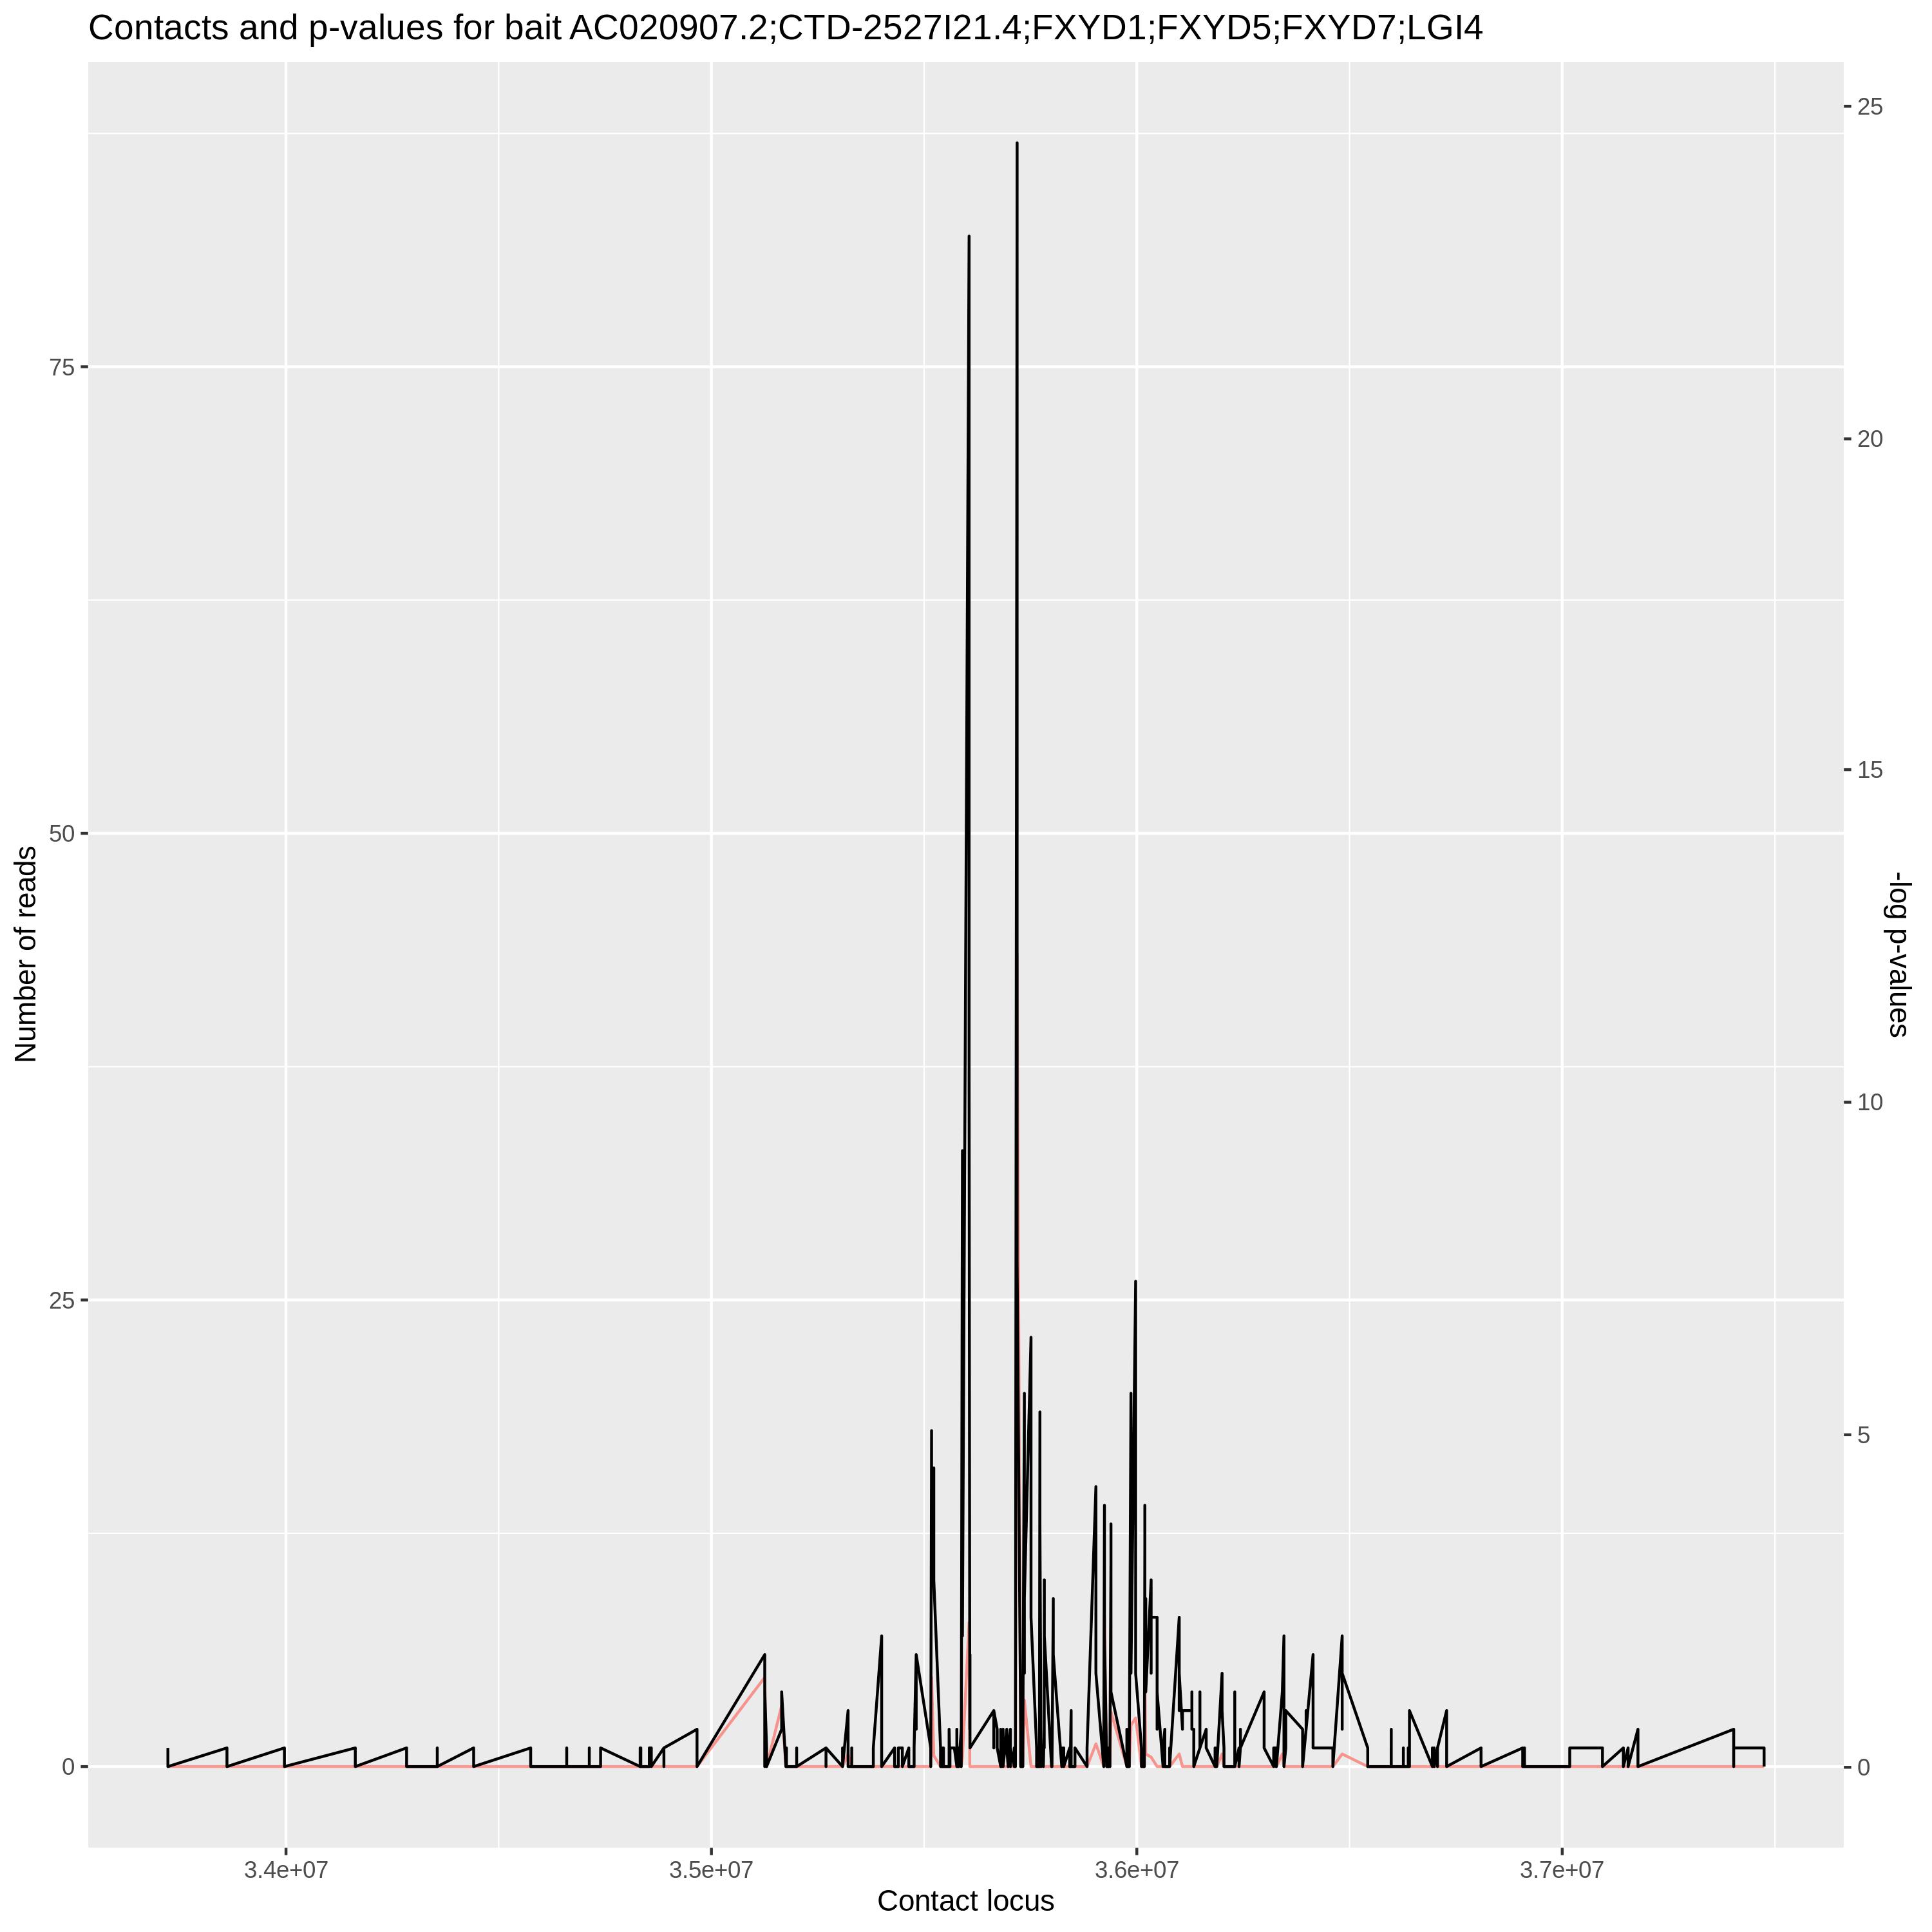 Contacts and p-values for bait AC020907.2;CTD-2527I21.4;FXYD1;FXYD5;FXYD7;LGI4
Number of reads
75
50
25
0
25
20
15
10
5
0
-log p-values
3.4e+07
3.5e+07
3.6e+07
3.7e+07
Contact locus